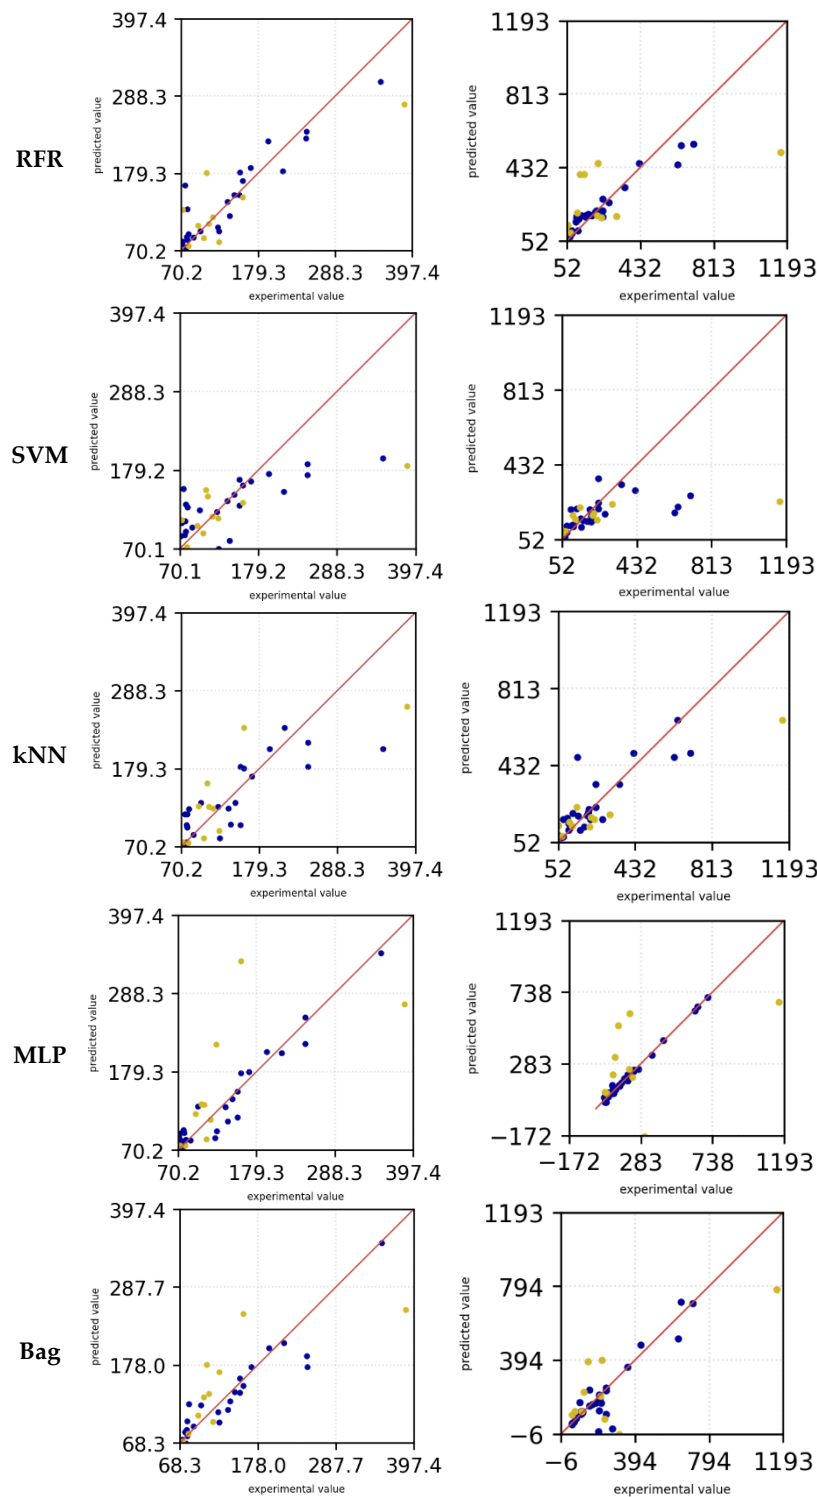 RFR
397.4
288.3
179.3
70.2
70.2 179.3 288.3 397.4
predicted value
experimental value
1193
813
432
52
52 432 813 1193
predicted value
experimental value
SVM
397.4
288.3
179.2
70.1
70.1 179.2 288.3 397.4
predicted value
experimental value
1193
813
432
52
52 432 813 1193
predicted value
experimental value
kNN
397.4
288.3
179.3
70.2
70.2 179.3 288.3 397.4
predicted value
experimental value
1193
813
432
52
52 432 813 1193
predicted value
experimental value
MLP
397.4
288.3
179.3
70.2
70.2 179.3 288.3 397.4
predicted value
experimental value
1193
738
283
−172
−172 283 738 1193
predicted value
experimental value
Bag
397.4
287.7
178.0
68.3
68.3 178.0 287.7 397.4
predicted value
experimental value
1193
794
394
−6
−6 394 794 1193
predicted value
experimental value